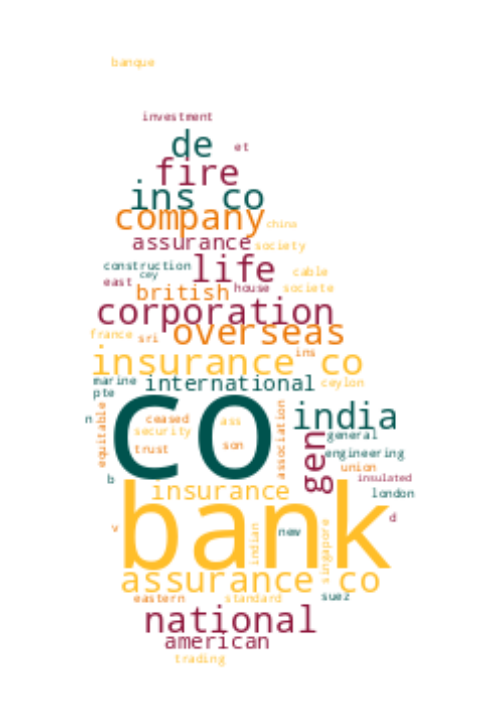 banque
investment
de et
fire
ins co
company china
assurance society
construction life cable
cey
east british house societe
corporation
france sri overseas
insurance co ins
marine international ceylon
pte
n co ceased ass india
equitable security association gen general
trust son engineering
union
b insurance insulated
london
bank
v indian new singapore d
assurance co
eastern standard suez
national
american
trading